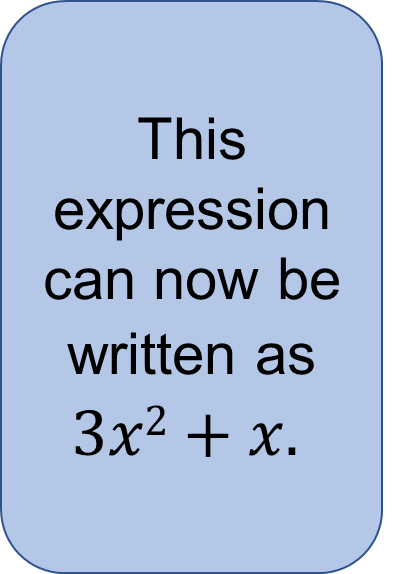 This
expression
can now be
written as
3x² + x.